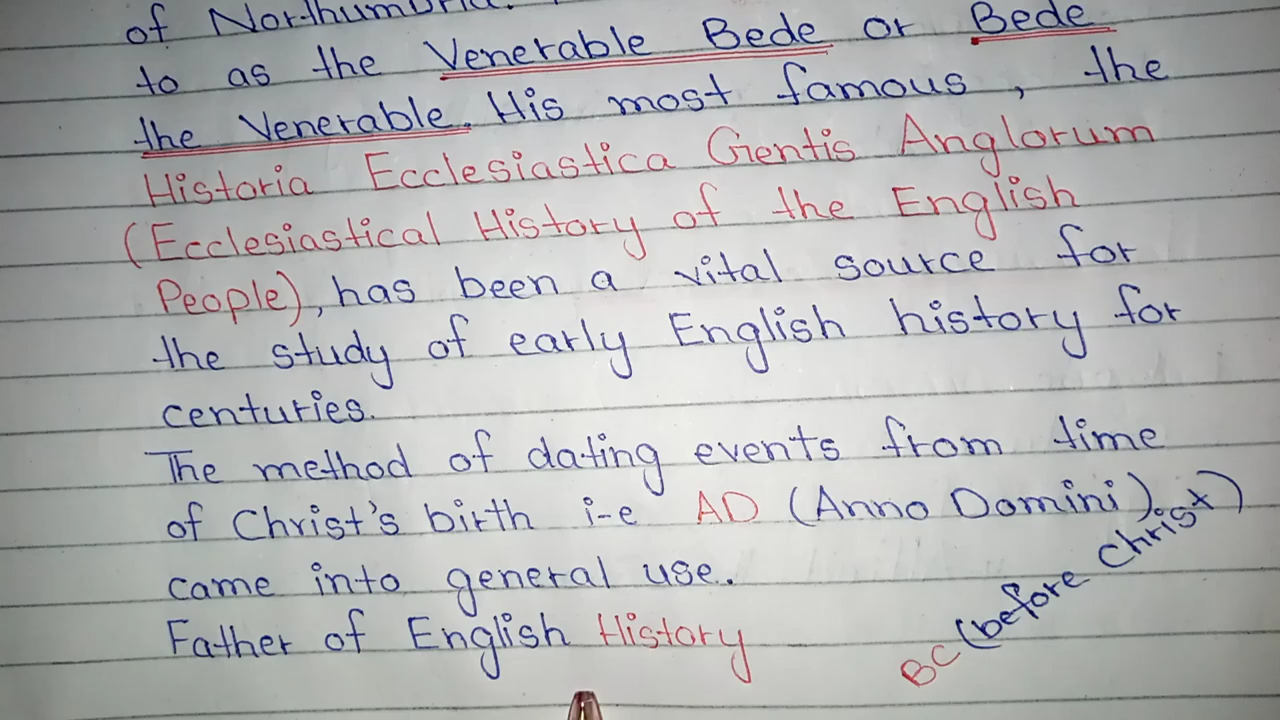 of Northumbria.
to as the Venerable Bede or Bede
the Venerable. His most famous, the
Historia Ecclesiastica Gentis Anglorum
(Ecclesiastical History of the English
People), has been a vital source for
the study of early English history for
centuries.
The method of dating events from time
of Christ's birth i-e AD (Anno Domini).
came into general use.
Father of English History
BC (before Christ)